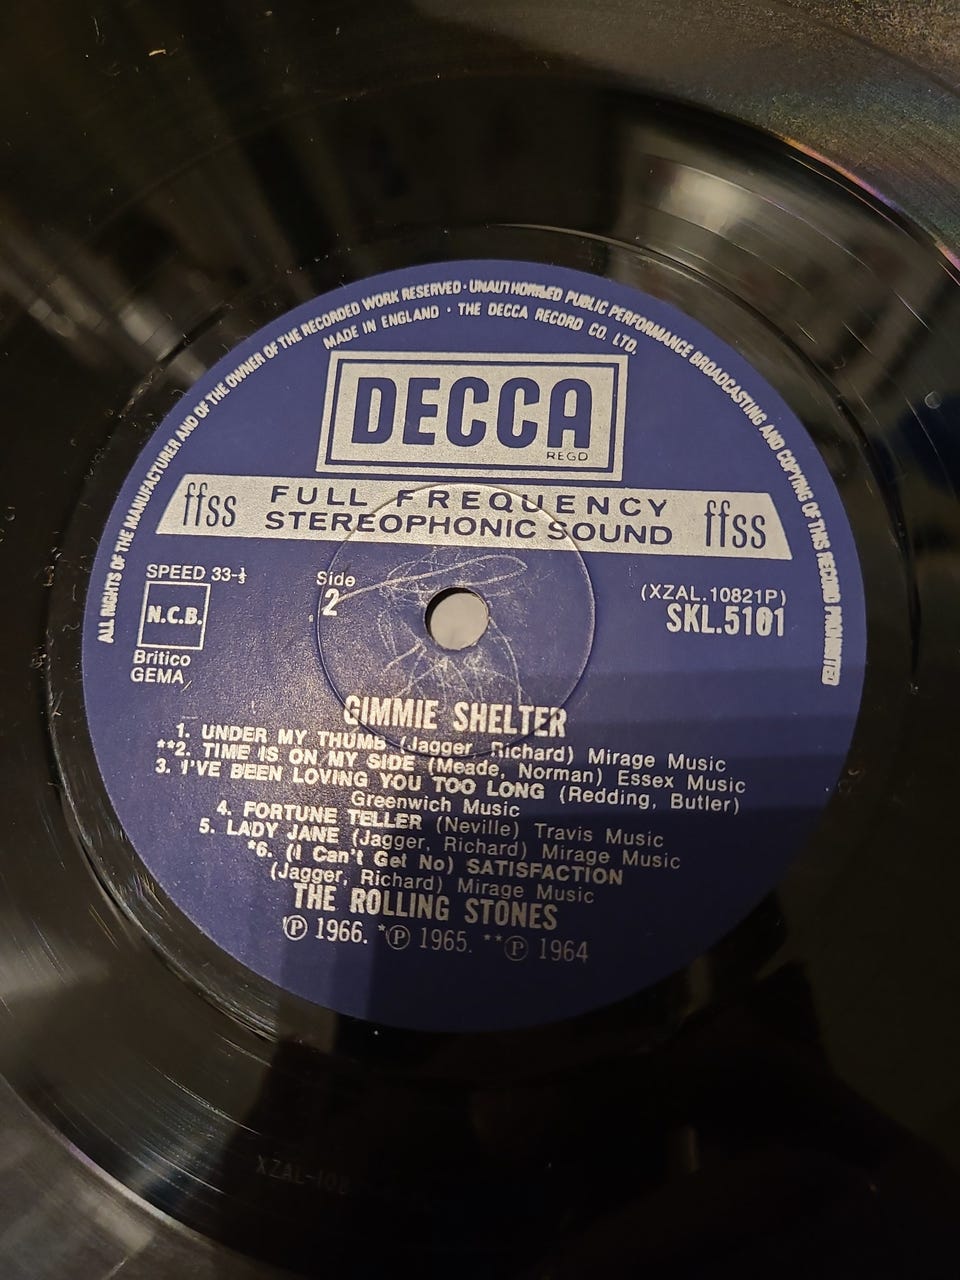 ALL RIGHTS OF THE MANUFACTURER AND OF THE OWNER OF THE RECORDED WORK RESERVED · UNAUTHORISED PUBLIC PERFORMANCE BROADCASTING AND COPYING OF THIS RECORD PROHIBITED
MADE IN ENGLAND · THE DECCA RECORD CO. LTD.
DECCA
REGD
ffss FULL FREQUENCY ffss
STEREOPHONIC SOUND
SPEED 33-⅓
N.C.B.
Britico
GEMA
Side
2
(XZAL.10821P)
SKL.5101
GIMMIE SHELTER
1. UNDER MY THUMB (Jagger, Richard) Mirage Music
**2. TIME IS ON MY SIDE (Meade, Norman) Essex Music
3. I'VE BEEN LOVING YOU TOO LONG (Redding, Butler)
Greenwich Music
4. FORTUNE TELLER (Neville) Travis Music
5. LADY JANE (Jagger, Richard) Mirage Music
*6. (I Can't Get No) SATISFACTION
(Jagger, Richard) Mirage Music
THE ROLLING STONES
Ⓟ 1966. *Ⓟ 1965. **Ⓟ 1964